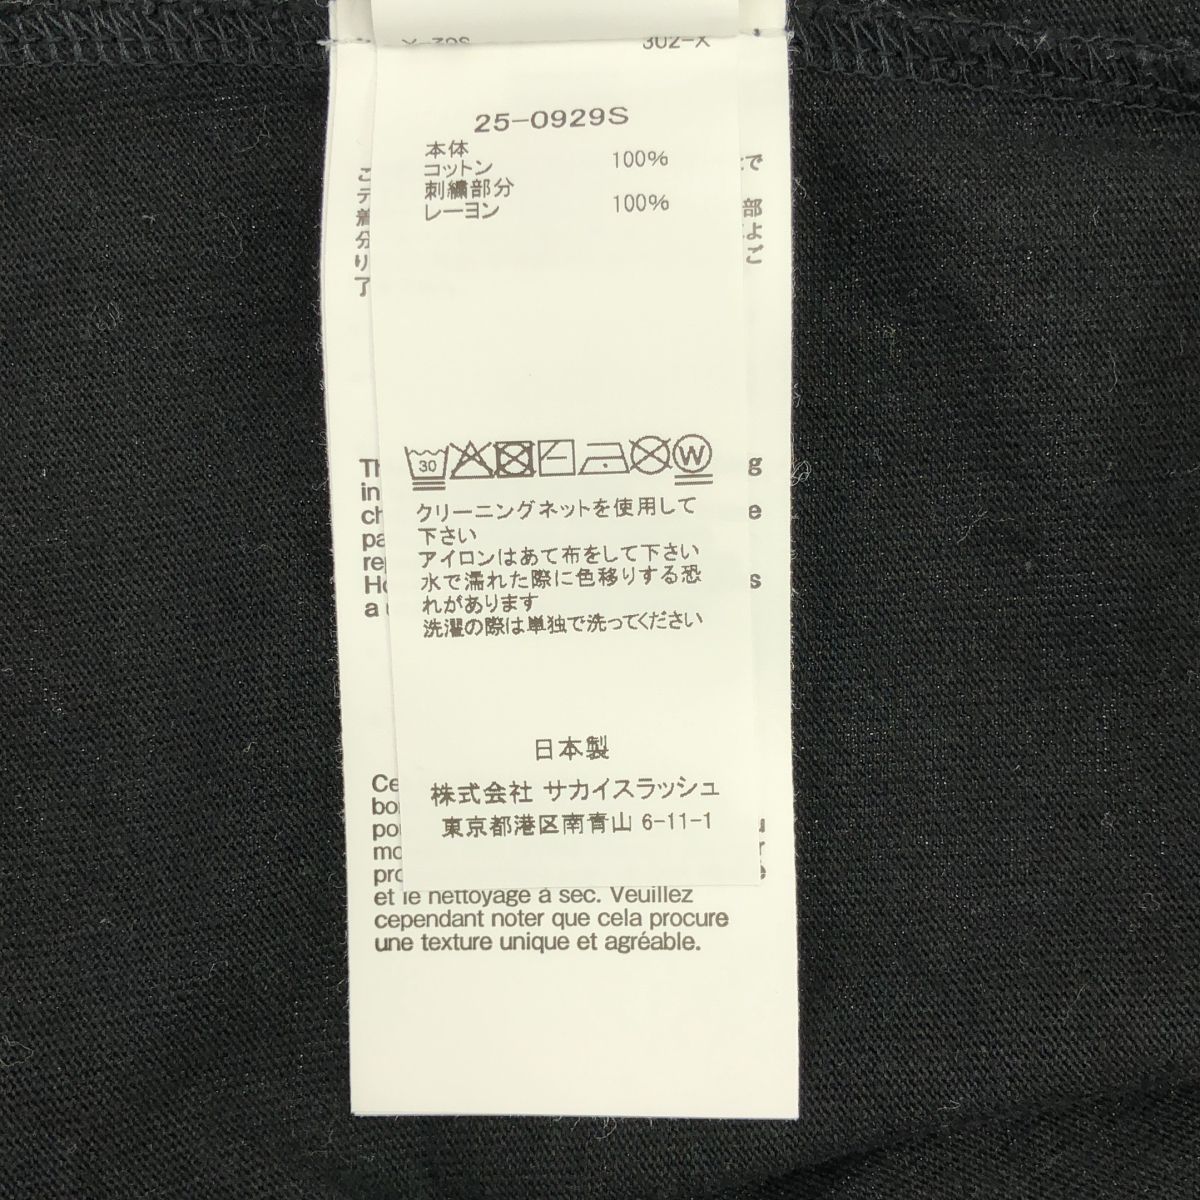 302-X
25-0929S
本体
コットン 100%
刺繍部分
レーヨン 100%
30
W
クリーニングネットを使用して
下さい
アイロンはあて布をして下さい
水で濡れた際に色移りする恐
れがあります
洗濯の際は単独で洗ってください
日本製
株式会社 サカイスラッシュ
東京都港区南青山 6-11-1
et le nettoyage à sec. Veuillez
cependant noter que cela procure
une texture unique et agréable.